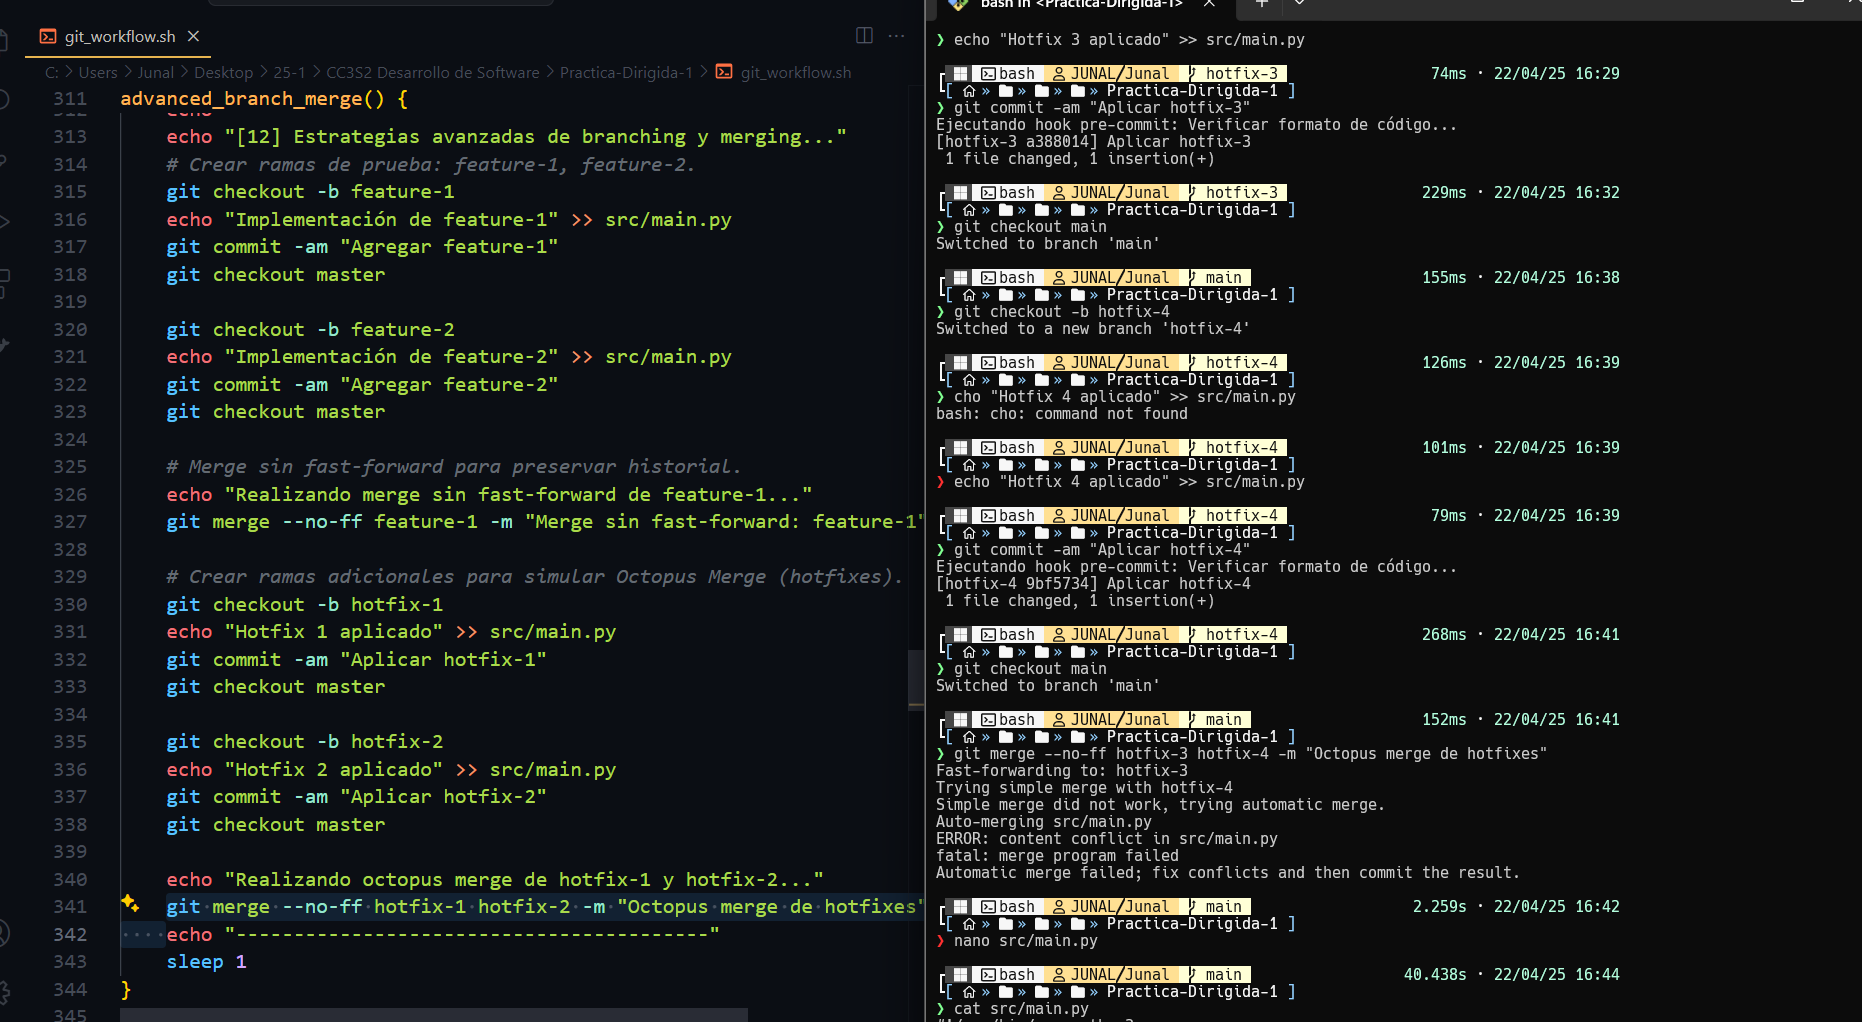 git_workflow.sh
C: > Users > Junal > Desktop > 25-1 > CC3S2 Desarrollo de Software > Practica-Dirigida-1 > git_workflow.sh
311 advanced_branch_merge() {
312 echo
313 echo "[12] Estrategias avanzadas de branching y merging..."
314 # Crear ramas de prueba: feature-1, feature-2.
315 git checkout -b feature-1
316 echo "Implementación de feature-1" >> src/main.py
317 git commit -am "Agregar feature-1"
318 git checkout master
319
320 git checkout -b feature-2
321 echo "Implementación de feature-2" >> src/main.py
322 git commit -am "Agregar feature-2"
323 git checkout master
324
325 # Merge sin fast-forward para preservar historial.
326 echo "Realizando merge sin fast-forward de feature-1..."
327 git merge --no-ff feature-1 -m "Merge sin fast-forward: feature-1"
328
329 # Crear ramas adicionales para simular Octopus Merge (hotfixes).
330 git checkout -b hotfix-1
331 echo "Hotfix 1 aplicado" >> src/main.py
332 git commit -am "Aplicar hotfix-1"
333 git checkout master
334
335 git checkout -b hotfix-2
336 echo "Hotfix 2 aplicado" >> src/main.py
337 git commit -am "Aplicar hotfix-2"
338 git checkout master
339
340 echo "Realizando octopus merge de hotfix-1 y hotfix-2..."
341 git merge --no-ff hotfix-1 hotfix-2 -m "Octopus merge de hotfixes"
342 echo "-----------------------------------------"
343 sleep 1
344 }
345
bash in <Practica-Dirigida-1>
❯ echo "Hotfix 3 aplicado" >> src/main.py
bash JUNAL/Junal hotfix-3 74ms · 22/04/25 16:29
[ » » » » Practica-Dirigida-1 ]
❯ git commit -am "Aplicar hotfix-3"
Ejecutando hook pre-commit: Verificar formato de código...
[hotfix-3 a388014] Aplicar hotfix-3
1 file changed, 1 insertion(+)
bash JUNAL/Junal hotfix-3 229ms · 22/04/25 16:32
[ » » » » Practica-Dirigida-1 ]
❯ git checkout main
Switched to branch 'main'
bash JUNAL/Junal main 155ms · 22/04/25 16:38
[ » » » » Practica-Dirigida-1 ]
❯ git checkout -b hotfix-4
Switched to a new branch 'hotfix-4'
bash JUNAL/Junal hotfix-4 126ms · 22/04/25 16:39
[ » » » » Practica-Dirigida-1 ]
❯ cho "Hotfix 4 aplicado" >> src/main.py
bash: cho: command not found
bash JUNAL/Junal hotfix-4 101ms · 22/04/25 16:39
[ » » » » Practica-Dirigida-1 ]
❯ echo "Hotfix 4 aplicado" >> src/main.py
bash JUNAL/Junal hotfix-4 79ms · 22/04/25 16:39
[ » » » » Practica-Dirigida-1 ]
❯ git commit -am "Aplicar hotfix-4"
Ejecutando hook pre-commit: Verificar formato de código...
[hotfix-4 9bf5734] Aplicar hotfix-4
1 file changed, 1 insertion(+)
bash JUNAL/Junal hotfix-4 268ms · 22/04/25 16:41
[ » » » » Practica-Dirigida-1 ]
❯ git checkout main
Switched to branch 'main'
bash JUNAL/Junal main 152ms · 22/04/25 16:41
[ » » » » Practica-Dirigida-1 ]
❯ git merge --no-ff hotfix-3 hotfix-4 -m "Octopus merge de hotfixes"
Fast-forwarding to: hotfix-3
Trying simple merge with hotfix-4
Simple merge did not work, trying automatic merge.
Auto-merging src/main.py
ERROR: content conflict in src/main.py
fatal: merge program failed
Automatic merge failed; fix conflicts and then commit the result.
bash JUNAL/Junal main 2.259s · 22/04/25 16:42
[ » » » » Practica-Dirigida-1 ]
❯ nano src/main.py
bash JUNAL/Junal main 40.438s · 22/04/25 16:44
[ » » » » Practica-Dirigida-1 ]
❯ cat src/main.py